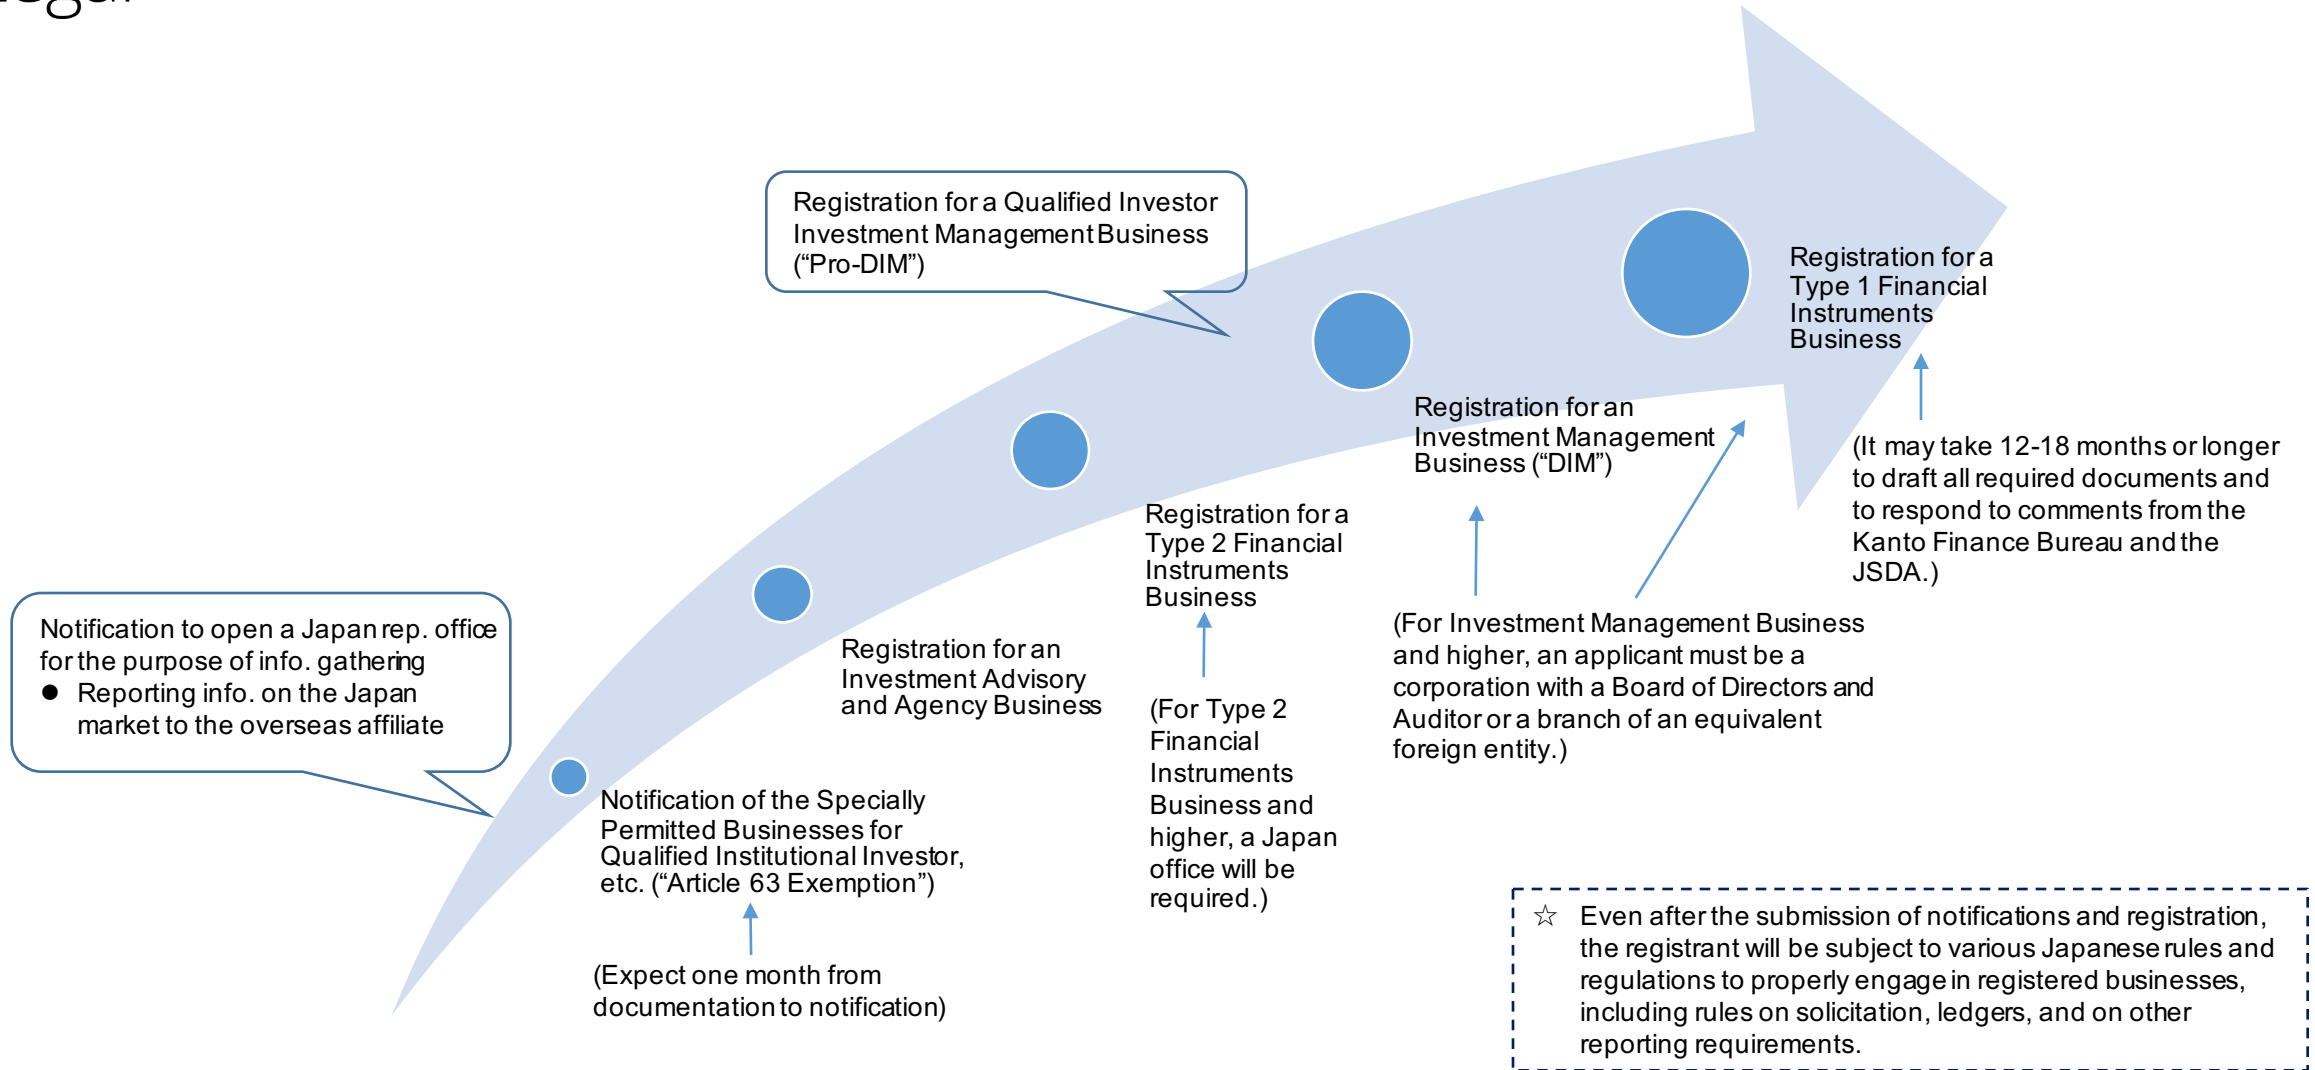 Registration for a Qualified Investor
Investment Management Business
(“Pro-DIM”)
Registration for a
Type 1 Financial
Instruments
Business
(It may take 12-18 months or longer
to draft all required documents and
to respond to comments from the
Kanto Finance Bureau and the
JSDA.)
Registration for an
Investment Management
Business (“DIM”)
(For Investment Management Business
and higher, an applicant must be a
corporation with a Board of Directors and
Auditor or a branch of an equivalent
foreign entity.)
Registration for a
Type 2 Financial
Instruments
Business
(For Type 2
Financial
Instruments
Business and
higher, a Japan
office will be
required.)
Registration for an
Investment Advisory
and Agency Business
Notification to open a Japan rep. office
for the purpose of info. gathering
● Reporting info. on the Japan
market to the overseas affiliate
Notification of the Specially
Permitted Businesses for
Qualified Institutional Investor,
etc. (“Article 63 Exemption”)
(Expect one month from
documentation to notification)
☆ Even after the submission of notifications and registration,
the registrant will be subject to various Japanese rules and
regulations to properly engage in registered businesses,
including rules on solicitation, ledgers, and on other
reporting requirements.